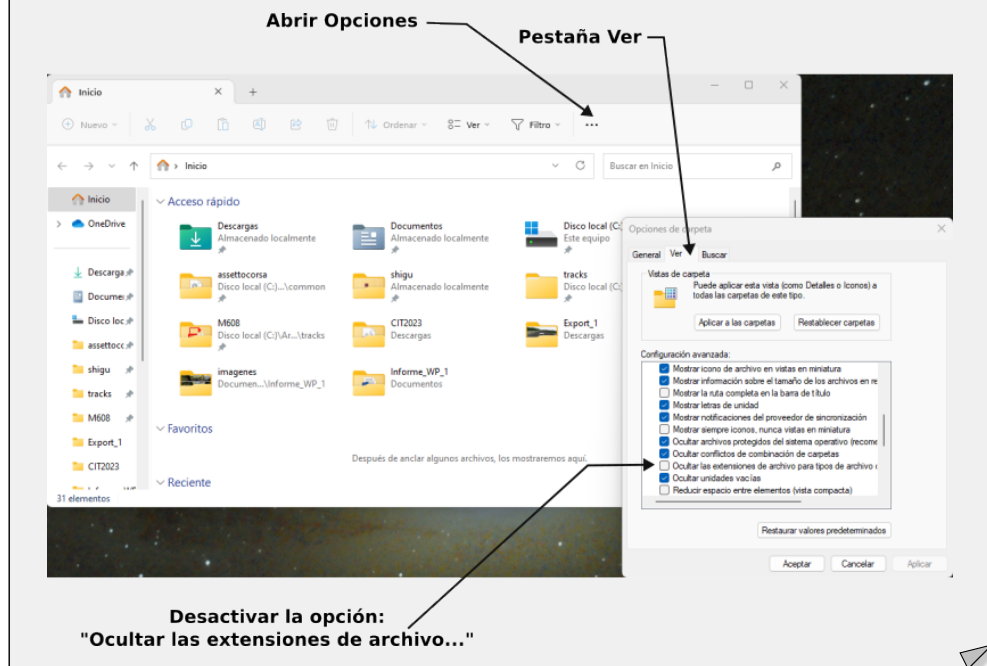 Abrir Opciones
Pestaña Ver
Inicio
Nuevo
Ordenar
Ver
Filtro
Inicio
Buscar en Inicio
Inicio
OneDrive
Descarga
Docume
Disco loc
assettocc
shigu
tracks
M608
Export_1
CIT2023
Acceso rápido
Descargas
Almacenado localmente
Documentos
Almacenado localmente
Disco local (C:
Este equipo
assettocorsa
Disco local (C:)...\common
shigu
Almacenado localmente
tracks
Disco local (C:
M608
Disco local (C:)\Ar...\tracks
CIT2023
Descargas
Export_1
Descargas
imagenes
Documen...\Informe_WP_1
Informe_WP_1
Documentos
Favoritos
Después de anclar algunos archivos, los mostraremos aquí.
Reciente
31 elementos
Opciones de carpeta
General Ver Buscar
Vistas de carpeta
Puede aplicar esta vista (como Detalles o Iconos) a
todas las carpetas de este tipo.
Aplicar a las carpetas
Restablecer carpetas
Configuración avanzada:
Mostrar icono de archivo en vistas en miniatura
Mostrar información sobre el tamaño de los archivos en re
Mostrar la ruta completa en la barra de título
Mostrar letras de unidad
Mostrar notificaciones del proveedor de sincronización
Mostrar siempre iconos, nunca vistas en miniatura
Ocultar archivos protegidos del sistema operativo (recome
Ocultar conflictos de combinación de carpetas
Ocultar las extensiones de archivo para tipos de archivo c
Ocultar unidades vacías
Reducir espacio entre elementos (vista compacta)
Restaurar valores predeterminados
Aceptar
Cancelar
Aplicar
Desactivar la opción:
"Ocultar las extensiones de archivo..."